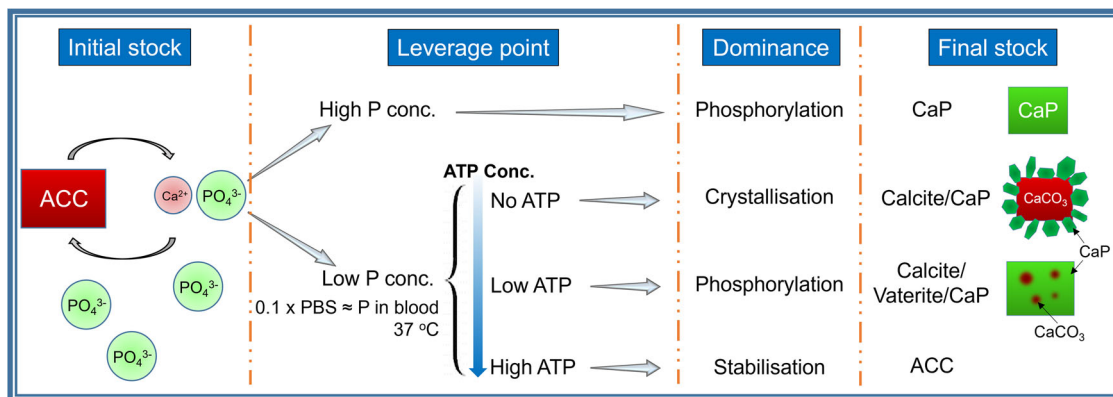 Initial stock
Leverage point
Dominance
Final stock
High P conc.
Phosphorylation
CaP
CaP
ACC
Ca²⁺
PO₄³⁻
ATP Conc.
No ATP
Crystallisation
Calcite/CaP
CaCO₃
CaP
PO₄³⁻
PO₄³⁻
PO₄³⁻
Low P conc.
0.1 x PBS ≈ P in blood
37 °C
Low ATP
Phosphorylation
Calcite/
Vaterite/CaP
CaCO₃
High ATP
Stabilisation
ACC